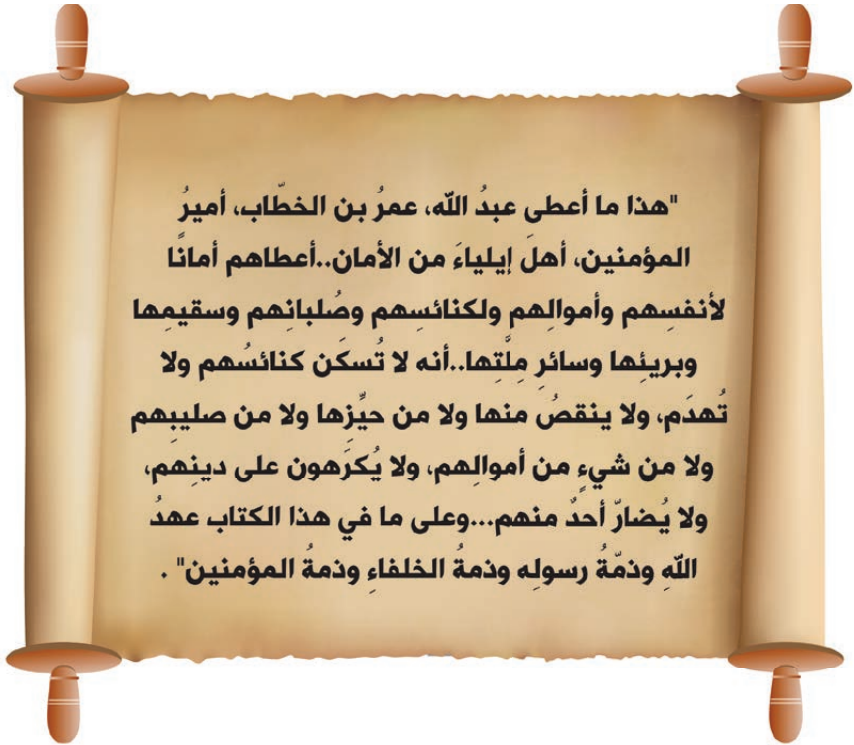 "هذا ما أعطى عبدُ اللّه، عمرُ بن الخطّاب، أميرُ
المؤمنين، أهلَ إيلياءَ من الأمان..أعطاهم أمانًا
لأنفسِهم وأموالِهم ولكنائسِهم وصُلبانِهم وسقيمِها
وبريئِها وسائرِ مِلَّتِها..أنه لا تُسكَن كنائسُهم ولا
تُهدَم، ولا ينقصُ منها ولا من حيِّزِها ولا من صليبِهم
ولا من شيءٍ من أموالِهم، ولا يُكرَهون على دينِهم،
ولا يُضارّ أحدٌ منهم...وعلى ما في هذا الكتاب عهدُ
اللّهِ وذمّةُ رسولِه وذمةُ الخلفاءِ وذمةُ المؤمنين" .